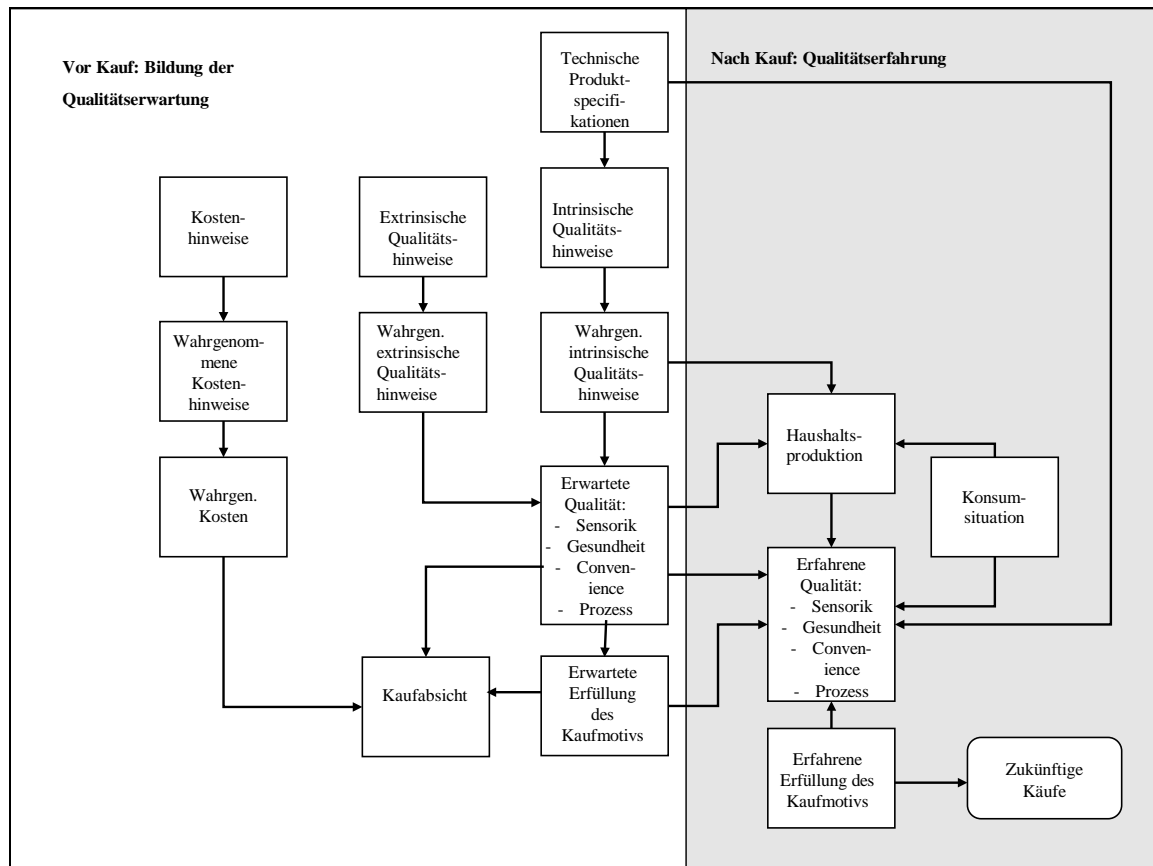 Vor Kauf: Bildung der
Qualitätserwartung
Technische
Produkt-
specifi-
kationen
Nach Kauf: Qualitätserfahrung
Kosten-
hinweise
Extrinsische
Qualitäts-
hinweise
Intrinsische
Qualitäts-
hinweise
Wahrgenom-
mene
Kosten-
hinweise
Wahrgen.
extrinsische
Qualitäts-
hinweise
Wahrgen.
intrinsische
Qualitäts-
hinweise
Haushalts-
produktion
Wahrgen.
Kosten
Erwartete
Qualität:
- Sensorik
- Gesundheit
- Conven-
ience
- Prozess
Konsum-
situation
Erfahrene
Qualität:
- Sensorik
- Gesundheit
- Conven-
ience
- Prozess
Kaufabsicht
Erwartete
Erfüllung
des
Kaufmotivs
Erfahrene
Erfüllung des
Kaufmotivs
Zukünftige
Käufe